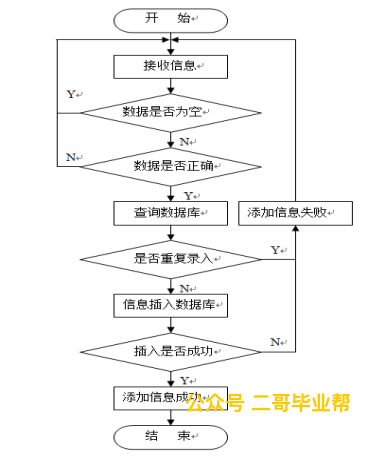 开 始
接收信息
Y
数据是否为空
N
数据是否正确
N
Y
查询数据库
添加信息失败
是否重复录入
Y
N
信息插入数据库
插入是否成功
N
Y
添加信息成功
公众号 二哥毕业帮
结 束